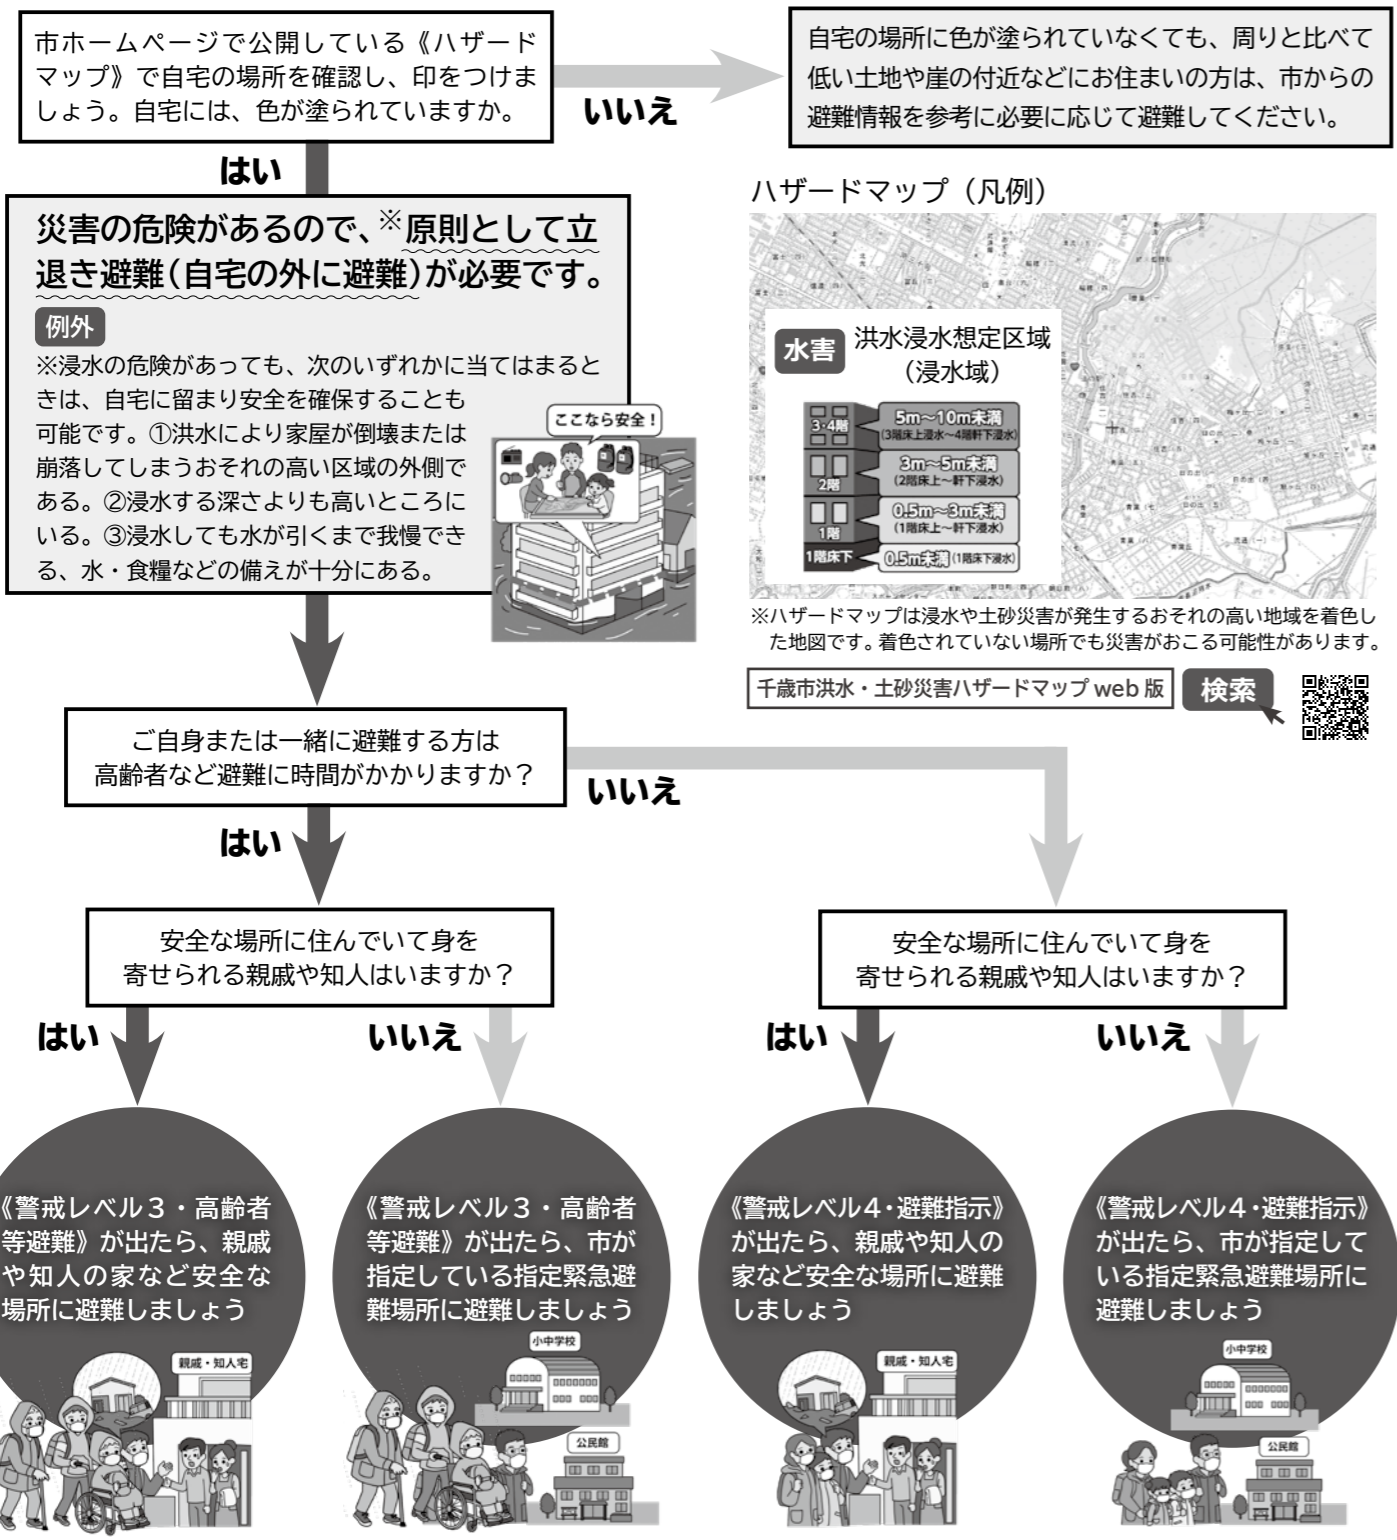 市ホームページで公開している《ハザード
マップ》で自宅の場所を確認し、印をつけま
しょう。自宅には、色が塗られていますか。
いいえ
自宅の場所に色が塗られていなくても、周りと比べて
低い土地や崖の付近などにお住まいの方は、市からの
避難情報を参考に必要に応じて避難してください。
はい
災害の危険があるので、※原則として立
退き避難(自宅の外に避難)が必要です。
例外
※浸水の危険があっても、次のいずれかに当てはまると
きは、自宅に留まり安全を確保することも
可能です。①洪水により家屋が倒壊または
崩落してしまうおそれの高い区域の外側で
ある。②浸水する深さよりも高いところに
いる。③浸水しても水が引くまで我慢でき
る、水・食糧などの備えが十分にある。
ここなら安全！
ハザードマップ（凡例）
水害
洪水浸水想定区域
（浸水域）
3・4階
5m～10m未満
(3階床上浸水～4階軒下浸水)
2階
3m～5m未満
(2階床上～軒下浸水)
1階
0.5m～3m未満
(1階床上～軒下浸水)
1階床下
0.5m未満(1階床下浸水)
※ハザードマップは浸水や土砂災害が発生するおそれの高い地域を着色し
た地図です。着色されていない場所でも災害がおこる可能性があります。
千歳市洪水・土砂災害ハザードマップ web 版
検索
ご自身または一緒に避難する方は
高齢者など避難に時間がかかりますか？
いいえ
はい
安全な場所に住んでいて身を
寄せられる親戚や知人はいますか？
はい
いいえ
安全な場所に住んでいて身を
寄せられる親戚や知人はいますか？
はい
いいえ
《警戒レベル３・高齢者
等避難》が出たら、親戚
や知人の家など安全な
場所に避難しましょう
親戚・知人宅
《警戒レベル３・高齢者
等避難》が出たら、市が
指定している指定緊急避
難場所に避難しましょう
小中学校
公民館
《警戒レベル４・避難指示》
が出たら、親戚や知人の
家など安全な場所に避難
しましょう
親戚・知人宅
《警戒レベル４・避難指示》
が出たら、市が指定して
いる指定緊急避難場所に
避難しましょう
小中学校
公民館